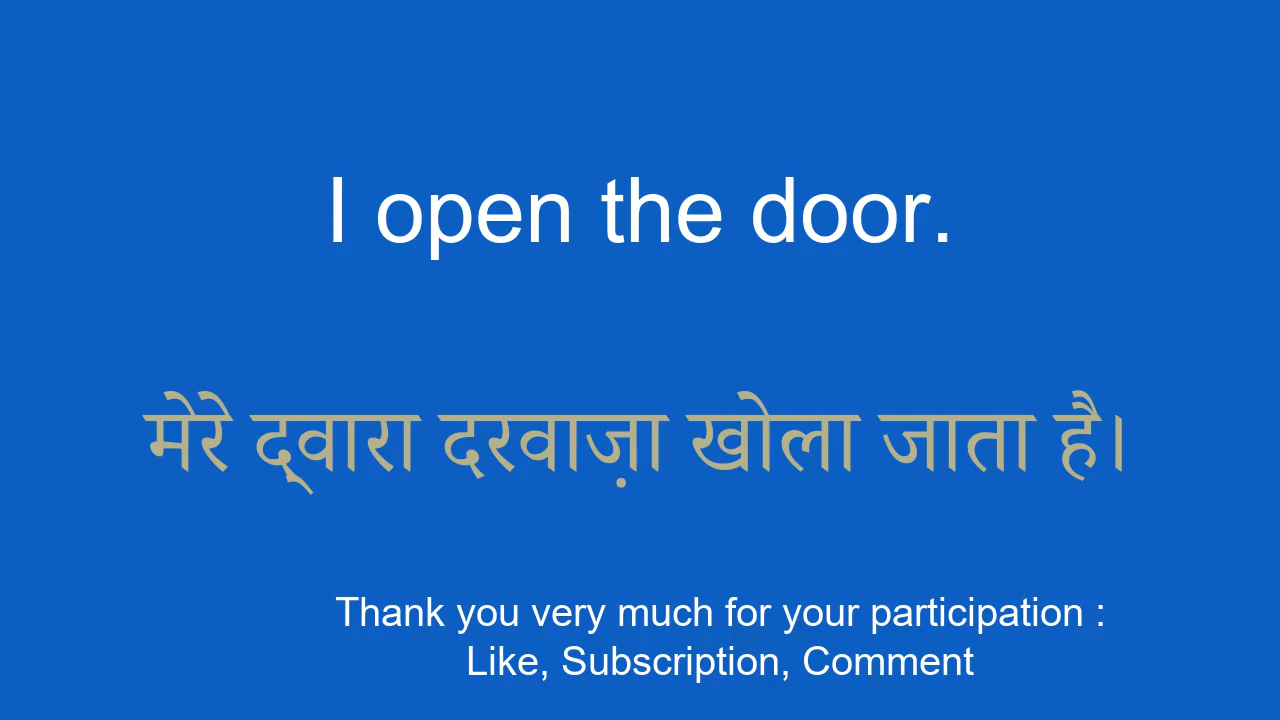 I open the door.
मेरे द्वारा दरवाज़ा खोला जाता है।
Thank you very much for your participation :
Like, Subscription, Comment